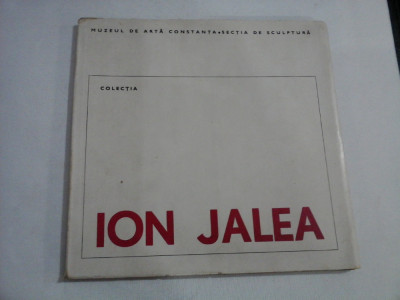 MUZEUL DE ARTĂ CONSTANȚA•SECȚIA DE SCULPTURĂ
COLECȚIA
ION JALEA